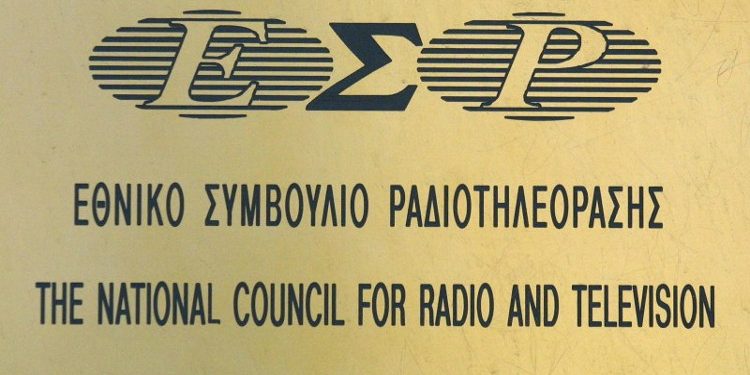 ΕΣΡ
ΕΘΝΙΚΟ ΣΥΜΒΟΥΛΙΟ ΡΑΔΙΟΤΗΛΕΟΡΑΣΗΣ
THE NATIONAL COUNCIL FOR RADIO AND TELEVISION